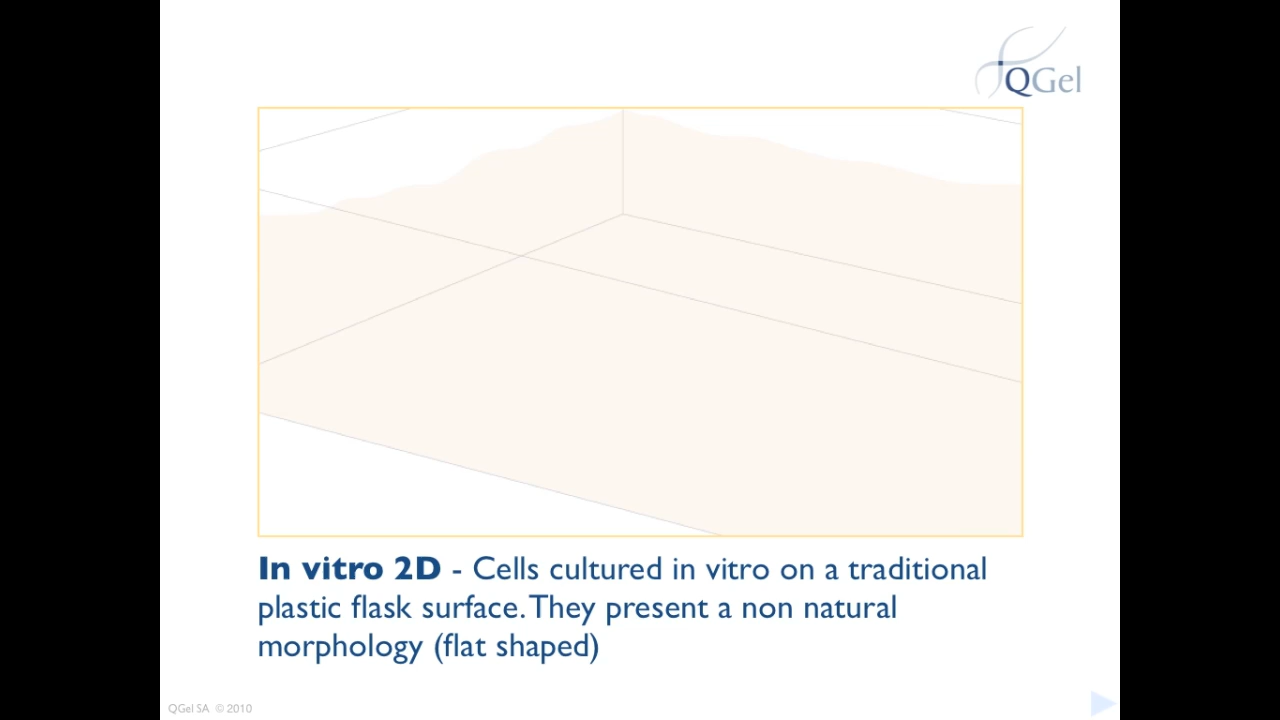 QGel
In vitro 2D - Cells cultured in vitro on a traditional
plastic flask surface. They present a non natural
morphology (flat shaped)
QGel SA © 2010